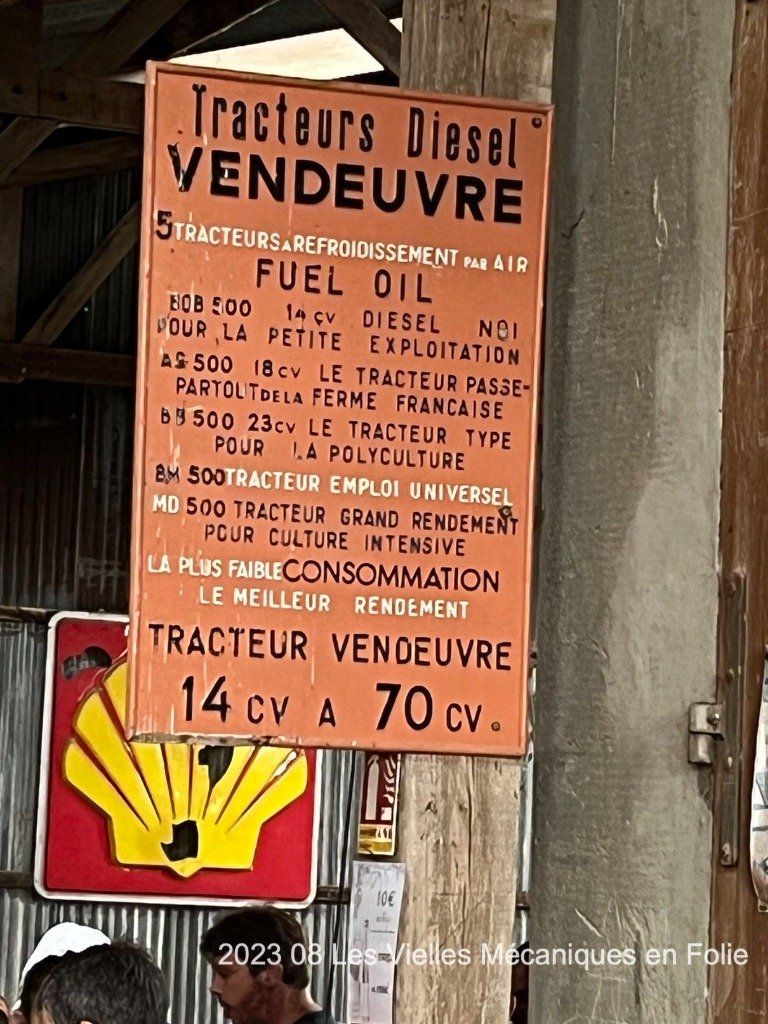 Tracteurs Diesel
VENDEUVRE
5 TRACTEURS A REFROIDISSEMENT PAR AIR
FUEL OIL
BOB 500 14 CV DIESEL NO1
POUR LA PETITE EXPLOITATION
AS 500 18 CV LE TRACTEUR PASSE-
PARTOUT DE LA FERME FRANCAISE
BB 500 23 CV LE TRACTEUR TYPE
POUR LA POLYCULTURE
BM 500 TRACTEUR EMPLOI UNIVERSEL
MD 500 TRACTEUR GRAND RENDEMENT
POUR CULTURE INTENSIVE
LA PLUS FAIBLE CONSOMMATION
LE MEILLEUR RENDEMENT
TRACTEUR VENDEUVRE
14 CV A 70 CV.
10€
2023 08 Les Vielles Mécaniques en Folie